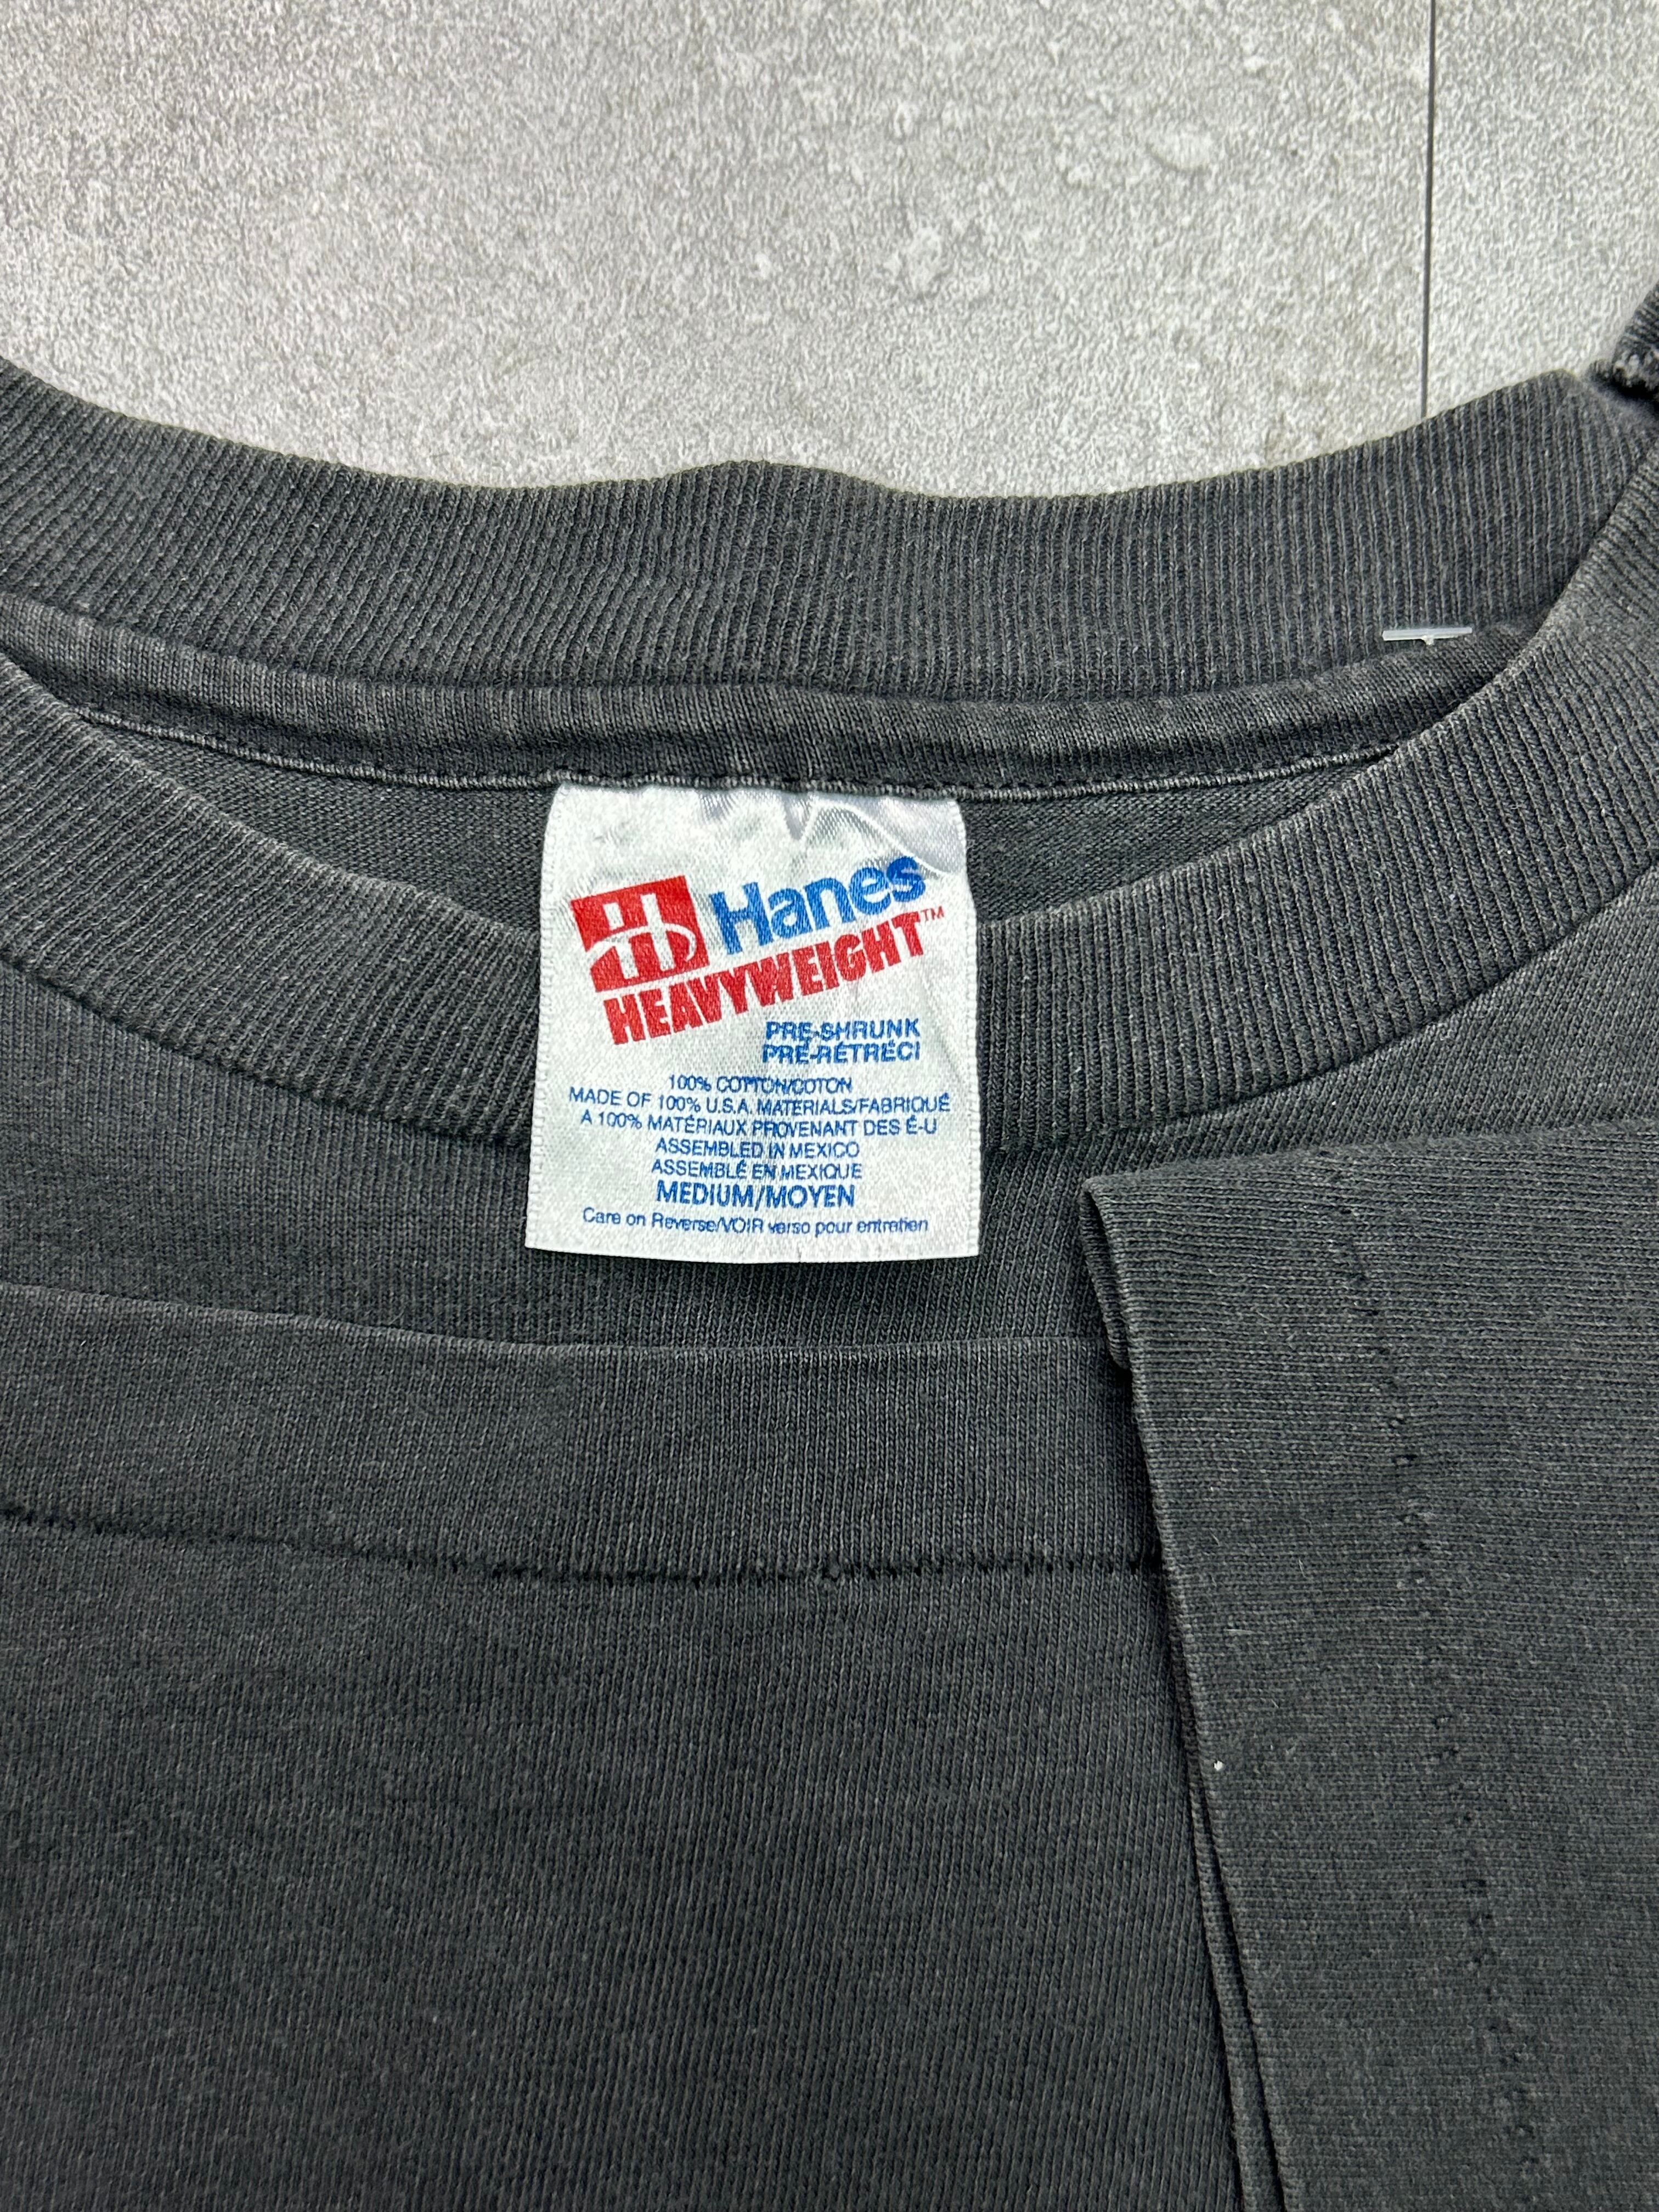 Hanes
HEAVYWEIGHT™
PRE-SHRUNK
PRÉ-RÉTRÉCI
100% COTTON/COTON
MADE OF 100% U.S.A. MATERIALS/FABRIQUÉ
A 100% MATÉRIAUX PROVENANT DES É-U
ASSEMBLED IN MEXICO
ASSEMBLÉ EN MEXIQUE
MEDIUM/MOYEN
Care on Reverse/VOIR verso pour entretien